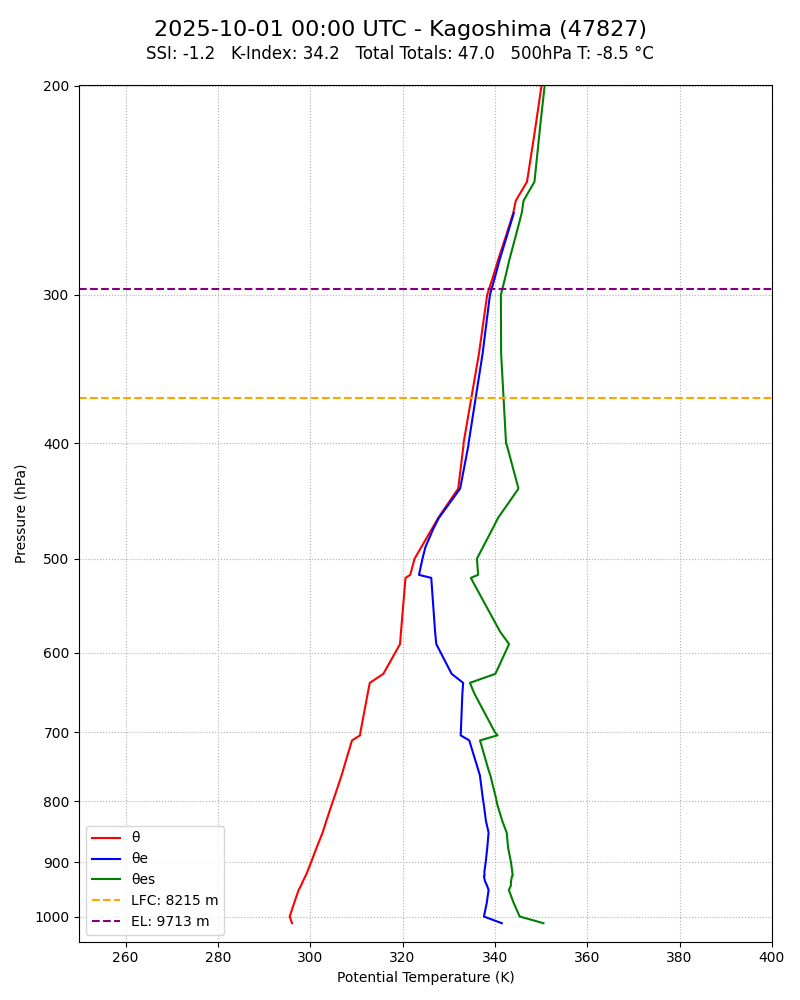 2025-10-01 00:00 UTC - Kagoshima (47827)
SSI: -1.2   K-Index: 34.2   Total Totals: 47.0   500hPa T: -8.5 °C
200
300
400
500
600
700
800
900
1000
Pressure (hPa)
θ
θe
θes
LFC: 8215 m
EL: 9713 m
260 280 300 320 340 360 380 400
Potential Temperature (K)